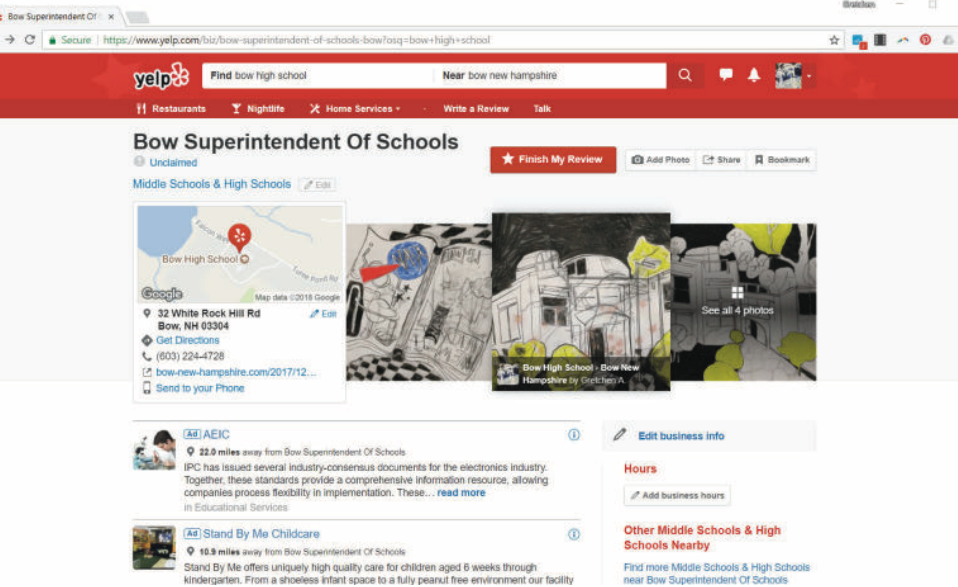 Gretchen
Bow Superintendent Of
Secure https://www.yelp.com/biz/bow-superintendent-of-schools-bow?osq=bow+high+school
yelp Find bow high school Near bow new hampshire
Restaurants Nightlife Home Services Write a Review Talk
Bow Superintendent Of Schools
Unclaimed
Finish My Review Add Photo Share Bookmark
Middle Schools & High Schools Edit
Falcon Way
Bow High School
Turee Pond Rd
Google Map data ©2018 Google
32 White Rock Hill Rd Edit
Bow, NH 03304
Get Directions
(603) 224-4728
bow-new-hampshire.com/2017/12...
Send to your Phone
See all 4 photos
Bow High School - Bow New
Hampshire by Gretchen A.
Ad AEIC
22.0 miles away from Bow Superintendent Of Schools
IPC has issued several industry-consensus documents for the electronics industry.
Together, these standards provide a comprehensive information resource, allowing
companies process flexibility in implementation. These... read more
in Educational Services
Ad Stand By Me Childcare
10.9 miles away from Bow Superintendent Of Schools
Stand By Me offers uniquely high quality care for children aged 6 weeks through
kindergarten. From a shoeless infant space to a fully peanut free environment our facility
Edit business info
Hours
Add business hours
Other Middle Schools & High
Schools Nearby
Find more Middle Schools & High Schools
near Bow Superintendent Of Schools